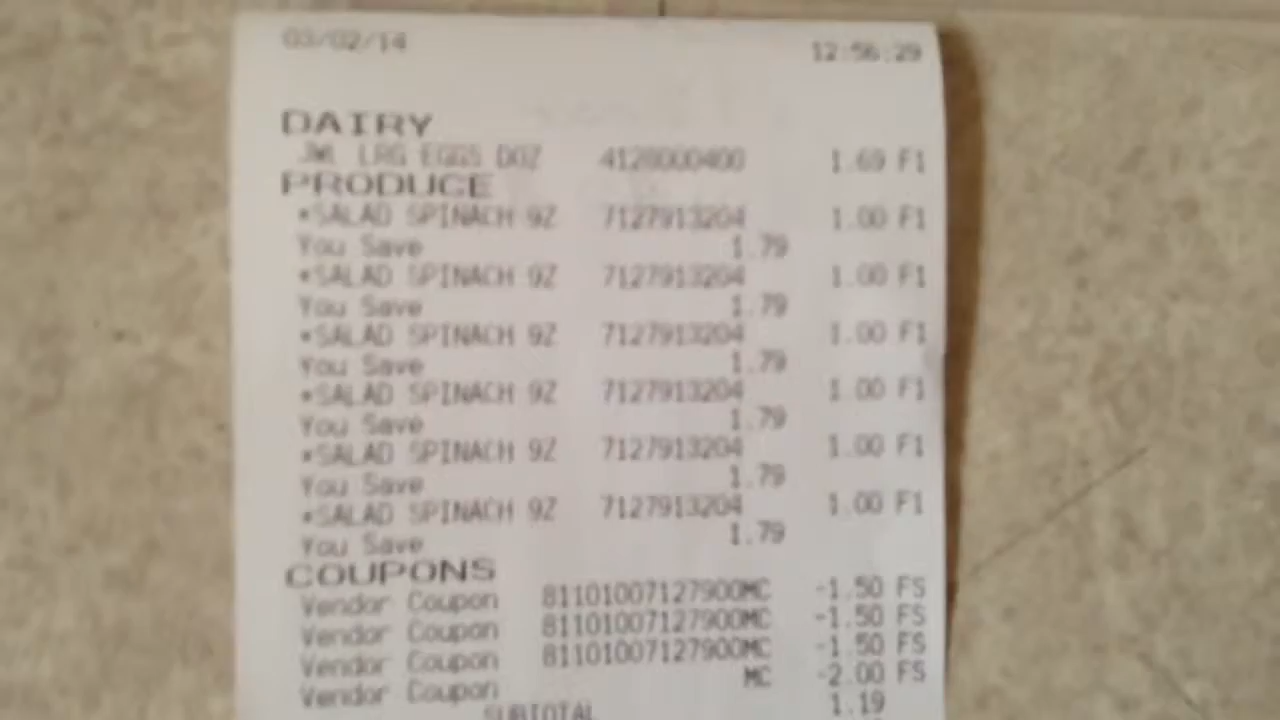 03/02/14 12:56:29
DAIRY
JWL LRG EGGS DOZ 4128000400 1.69 F1
PRODUCE
*SALAD SPINACH 9Z 7127913204 1.00 F1
You Save 1.79
*SALAD SPINACH 9Z 7127913204 1.00 F1
You Save 1.79
*SALAD SPINACH 9Z 7127913204 1.00 F1
You Save 1.79
*SALAD SPINACH 9Z 7127913204 1.00 F1
You Save 1.79
*SALAD SPINACH 9Z 7127913204 1.00 F1
You Save 1.79
*SALAD SPINACH 9Z 7127913204 1.00 F1
You Save 1.79
COUPONS
Vendor Coupon 81101007127900MC -1.50 FS
Vendor Coupon 81101007127900MC -1.50 FS
Vendor Coupon 81101007127900MC -1.50 FS
Vendor Coupon MC -2.00 FS
SUBTOTAL 1.19